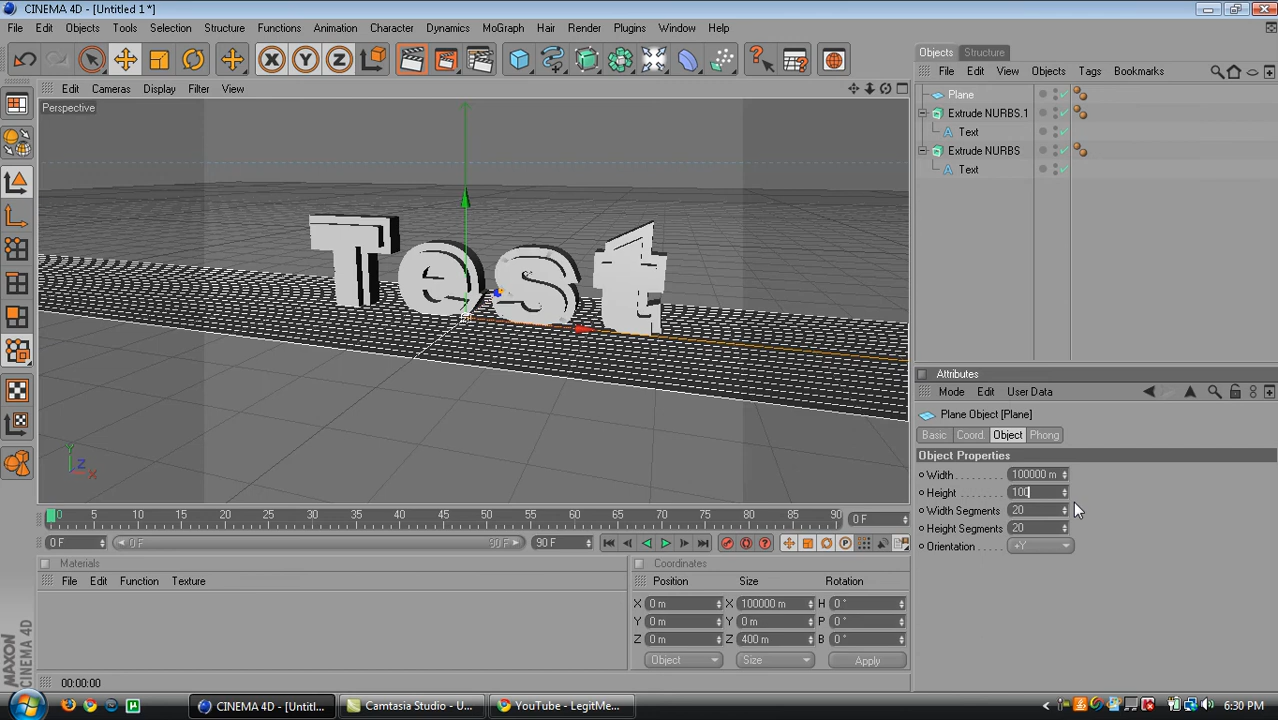 CINEMA 4D - [Untitled 1 *]
File Edit Objects Tools Selection Structure Functions Animation Character Dynamics MoGraph Hair Render Plugins Window Help
Edit Cameras Display Filter View
Perspective
Test
Y
Z
X
0 5 10 15 20 25 30 35 40 45 50 55 60 65 70 75 80 85 90
0 F
0 F
0 F
90 F
90 F
Materials
File Edit Function Texture
Coordinates
Position Size Rotation
X 0 m X 100000 m H 0 °
Y 0 m Y 0 m P 0 °
Z 0 m Z 400 m B 0 °
Object Size Apply
00:00:00
MAXON
CINEMA 4D
Objects Structure
File Edit View Objects Tags Bookmarks
Plane
Extrude NURBS.1
Text
Extrude NURBS
Text
Attributes
Mode Edit User Data
Plane Object [Plane]
Basic Coord. Object Phong
Object Properties
Width 100000 m
Height 100
Width Segments 20
Height Segments 20
Orientation +Y
CINEMA 4D - [Untitl...
Camtasia Studio - U...
YouTube - LegitMe...
6:30 PM